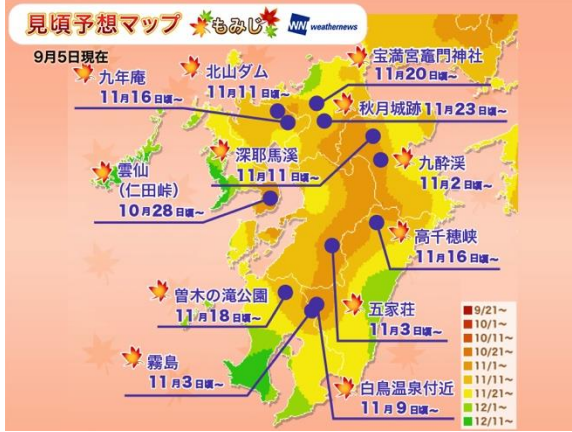 見頃予想マップ もみじ WNI weathernews
9月5日現在
九年庵
11月16日頃~
北山ダム
11月11日頃~
宝満宮竈門神社
11月20日頃~
秋月城跡11月23日頃~
深耶馬溪
11月11日頃~
九酔渓
11月2日頃~
雲仙
(仁田峠)
10月28日頃~
高千穂峡
11月16日頃~
曽木の滝公園
11月18日頃~
五家荘
11月3日頃~
霧島
11月3日頃~
白鳥温泉付近
11月9日頃~
9/21~
10/1~
10/11~
10/21~
11/1~
11/11~
11/21~
12/1~
12/11~